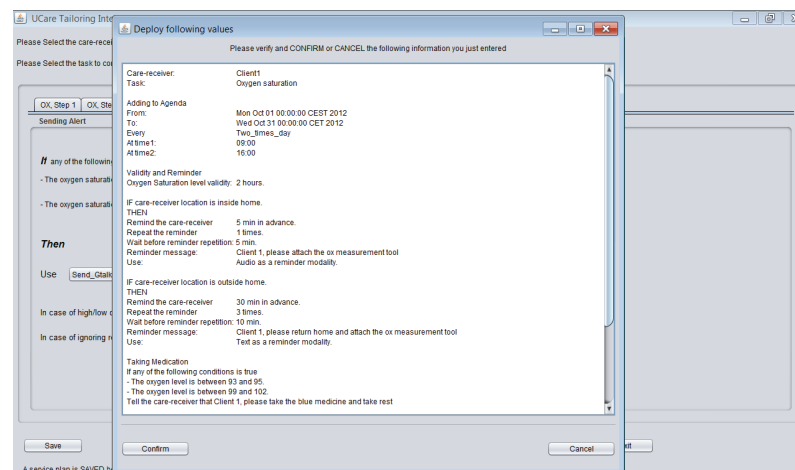 UCare Tailoring Inte
Deploy following values
Please Select the care-recei
Please verify and CONFIRM or CANCEL the following information you just entered
Please Select the task to co
OX, Step 1 OX, Ste
Sending Alert
If any of the following
- The oxygen saturati
- The oxygen saturati
Then
Use Send_Gtalk
In case of high/low o
In case of ignoring r
Save
xit
A service plan is SAVED b
Care-receiver: Client1
Task: Oxygen saturation
Adding to Agenda
From: Mon Oct 01 00:00:00 CEST 2012
To: Wed Oct 31 00:00:00 CET 2012
Every Two_times_day
At time1: 09:00
At time2: 16:00
Validity and Reminder
Oxygen Saturation level validity: 2 hours.
IF care-receiver location is inside home.
THEN
Remind the care-receiver 5 min in advance.
Repeat the reminder 1 times.
Wait before reminder repetition: 5 min.
Reminder message: Client 1, please attach the ox measurement tool
Use: Audio as a reminder modality.
IF care-receiver location is outside home.
THEN
Remind the care-receiver 30 min in advance.
Repeat the reminder 3 times.
Wait before reminder repetition: 10 min.
Reminder message: Client 1, please return home and attach the ox measurement tool
Use: Text as a reminder modality.
Taking Medication
If any of the following conditions is true
- The oxygen level is between 93 and 95.
- The oxygen level is between 99 and 102.
Tell the care-receiver that Client 1, please take the blue medicine and take rest
Confirm
Cancel